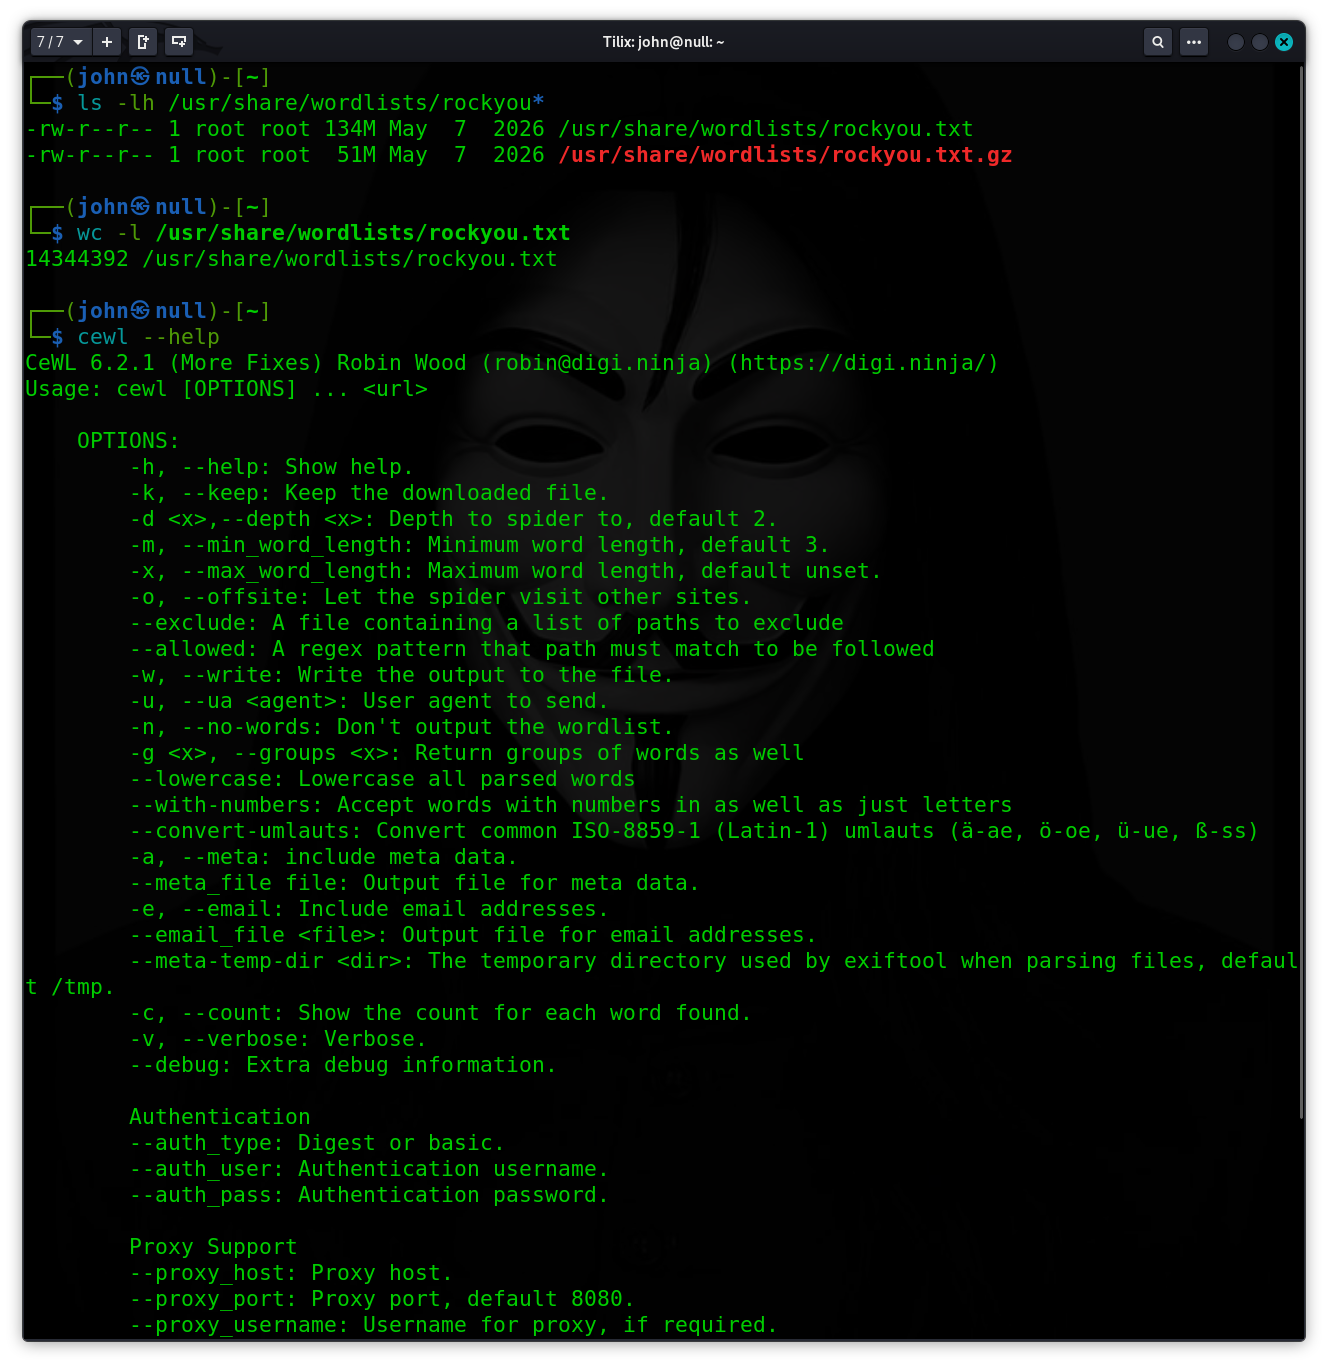 7 / 7
Tilix: john@null: ~
┌──(john㉿null)-[~]
└─$ ls -lh /usr/share/wordlists/rockyou*
-rw-r--r-- 1 root root 134M May  7  2026 /usr/share/wordlists/rockyou.txt
-rw-r--r-- 1 root root  51M May  7  2026 /usr/share/wordlists/rockyou.txt.gz
┌──(john㉿null)-[~]
└─$ wc -l /usr/share/wordlists/rockyou.txt
14344392 /usr/share/wordlists/rockyou.txt
┌──(john㉿null)-[~]
└─$ cewl --help
CeWL 6.2.1 (More Fixes) Robin Wood (robin@digi.ninja) (https://digi.ninja/)
Usage: cewl [OPTIONS] ... <url>
    OPTIONS:
        -h, --help: Show help.
        -k, --keep: Keep the downloaded file.
        -d <x>,--depth <x>: Depth to spider to, default 2.
        -m, --min_word_length: Minimum word length, default 3.
        -x, --max_word_length: Maximum word length, default unset.
        -o, --offsite: Let the spider visit other sites.
        --exclude: A file containing a list of paths to exclude
        --allowed: A regex pattern that path must match to be followed
        -w, --write: Write the output to the file.
        -u, --ua <agent>: User agent to send.
        -n, --no-words: Don't output the wordlist.
        -g <x>, --groups <x>: Return groups of words as well
        --lowercase: Lowercase all parsed words
        --with-numbers: Accept words with numbers in as well as just letters
        --convert-umlauts: Convert common ISO-8859-1 (Latin-1) umlauts (ä-ae, ö-oe, ü-ue, ß-ss)
        -a, --meta: include meta data.
        --meta_file file: Output file for meta data.
        -e, --email: Include email addresses.
        --email_file <file>: Output file for email addresses.
        --meta-temp-dir <dir>: The temporary directory used by exiftool when parsing files, defaul
t /tmp.
        -c, --count: Show the count for each word found.
        -v, --verbose: Verbose.
        --debug: Extra debug information.
        Authentication
        --auth_type: Digest or basic.
        --auth_user: Authentication username.
        --auth_pass: Authentication password.
        Proxy Support
        --proxy_host: Proxy host.
        --proxy_port: Proxy port, default 8080.
        --proxy_username: Username for proxy, if required.